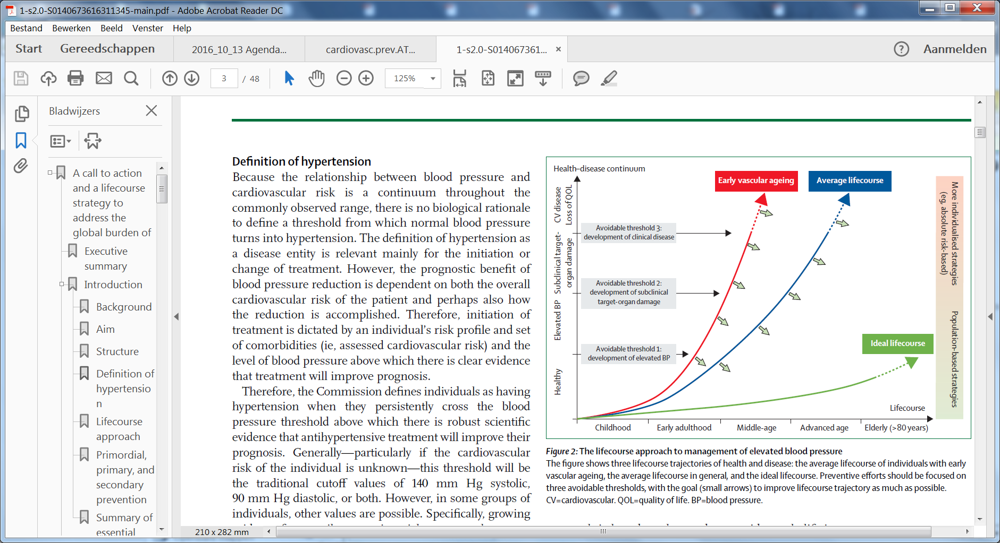 1-s2.0-S0140673616311345-main.pdf - Adobe Acrobat Reader DC
Bestand Bewerken Beeld Venster Help
Start Gereedschappen 2016_10_13 Agenda... cardiovasc.prev.AT... 1-s2.0-S014067361... × Aanmelden
3 / 48 125%
Bladwijzers
A call to action
and a lifecourse
strategy to
address the
global burden of
Executive
summary
Introduction
Background
Aim
Structure
Definition of
hypertensio
n
Lifecourse
approach
Primordial,
primary, and
secondary
prevention
Summary of
essential
Definition of hypertension
Because the relationship between blood pressure and
cardiovascular risk is a continuum throughout the
commonly observed range, there is no biological rationale
to define a threshold from which normal blood pressure
turns into hypertension. The definition of hypertension as
a disease entity is relevant mainly for the initiation or
change of treatment. However, the prognostic benefit of
blood pressure reduction is dependent on both the overall
cardiovascular risk of the patient and perhaps also how
the reduction is accomplished. Therefore, initiation of
treatment is dictated by an individual's risk profile and set
of comorbidities (ie, assessed cardiovascular risk) and the
level of blood pressure above which there is clear evidence
that treatment will improve prognosis.
Therefore, the Commission defines individuals as having
hypertension when they persistently cross the blood
pressure threshold above which there is robust scientific
evidence that antihypertensive treatment will improve their
prognosis. Generally—particularly if the cardiovascular
risk of the individual is unknown—this threshold will be
the traditional cutoff values of 140 mm Hg systolic,
90 mm Hg diastolic, or both. However, in some groups of
individuals, other values are possible. Specifically, growing
Health–disease continuum
CV disease
Loss of QOL
Subclinical target-
organ damage
Elevated BP
Healthy
Early vascular ageing
Average lifecourse
Ideal lifecourse
Avoidable threshold 3:
development of clinical disease
Avoidable threshold 2:
development of subclinical
target-organ damage
Avoidable threshold 1:
development of elevated BP
More individualised strategies
(eg, absolute risk-based)
Population-based strategies
Lifecourse
Childhood Early adulthood Middle-age Advanced age Elderly (>80 years)
Figure 2: The lifecourse approach to management of elevated blood pressure
The figure shows three lifecourse trajectories of health and disease: the average lifecourse of individuals with early
vascular ageing, the average lifecourse in general, and the ideal lifecourse. Preventive efforts should be focused on
three avoidable thresholds, with the goal (small arrows) to improve lifecourse trajectory as much as possible.
CV=cardiovascular. QOL=quality of life. BP=blood pressure.
210 x 282 mm